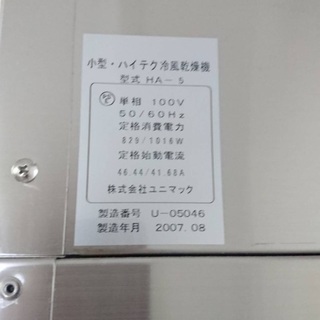 小型・ハイテク冷風乾燥機
型式 HA-5
単相 100V
50/60Hz
定格消費電力
829/1016W
定格始動電流
46.44/41.68A
株式会社ユニマック
製造番号 U-05046
製造年月 2007.08